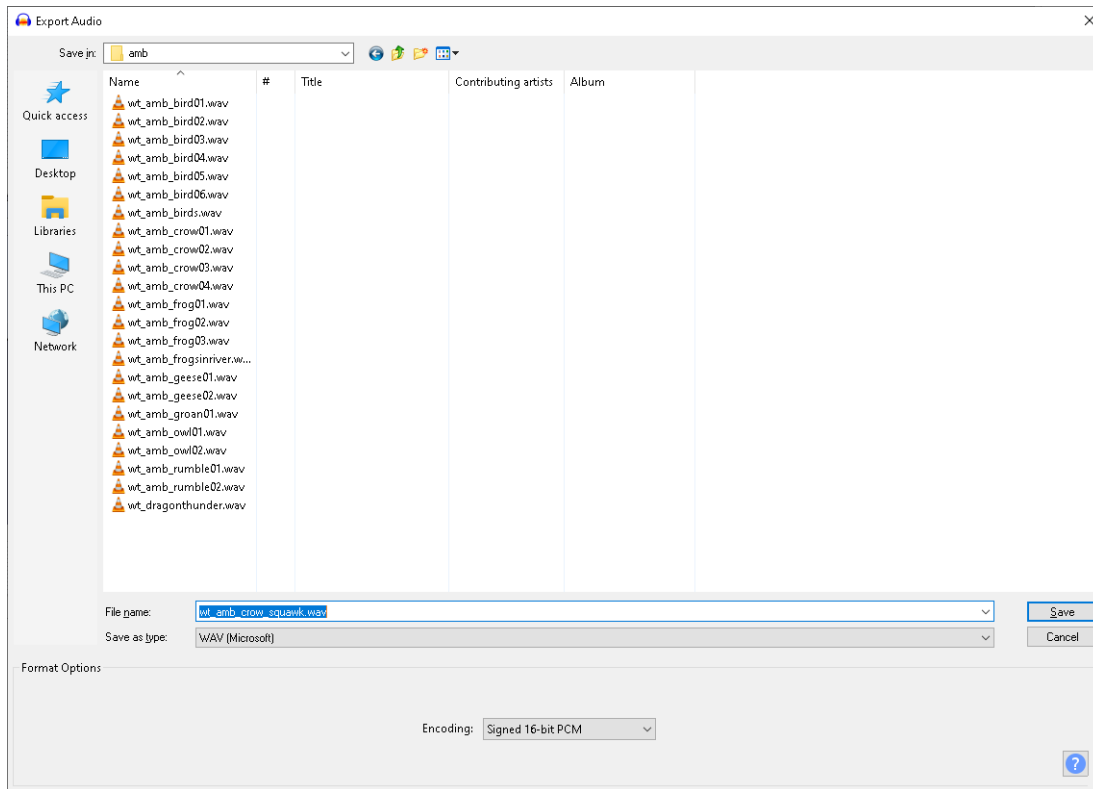 Export Audio
Save in: amb
Name # Title Contributing artists Album
Quick access
Desktop
Libraries
This PC
Network
wt_amb_bird01.wav
wt_amb_bird02.wav
wt_amb_bird03.wav
wt_amb_bird04.wav
wt_amb_bird05.wav
wt_amb_bird06.wav
wt_amb_birds.wav
wt_amb_crow01.wav
wt_amb_crow02.wav
wt_amb_crow03.wav
wt_amb_crow04.wav
wt_amb_frog01.wav
wt_amb_frog02.wav
wt_amb_frog03.wav
wt_amb_frogsinriver.w...
wt_amb_geese01.wav
wt_amb_geese02.wav
wt_amb_groan01.wav
wt_amb_owl01.wav
wt_amb_owl02.wav
wt_amb_rumble01.wav
wt_amb_rumble02.wav
wt_dragonthunder.wav
File name: wt_amb_crow_squawk.wav Save
Save as type: WAV (Microsoft) Cancel
Format Options
Encoding: Signed 16-bit PCM
?